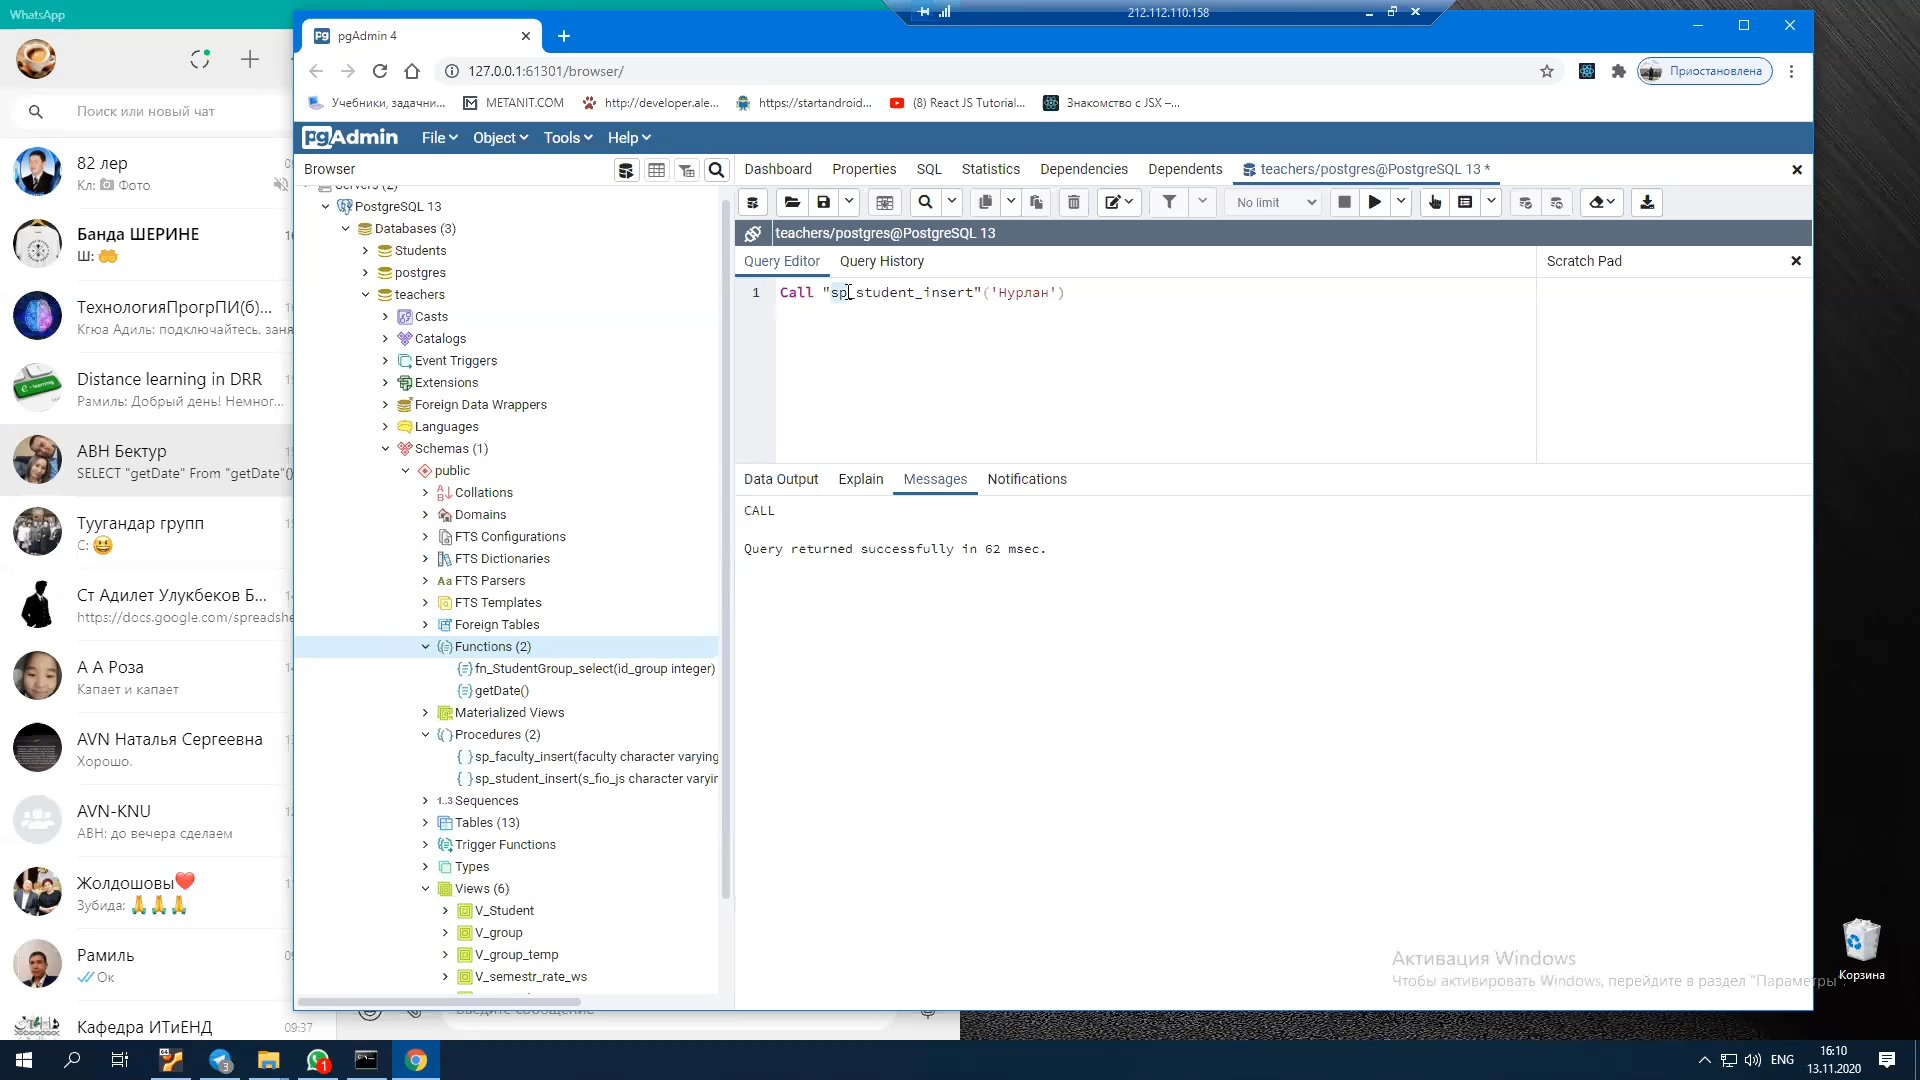 WhatsApp
Поиск или новый чат
82 лер
Кл: Фото
Банда ШЕРИНЕ
Ш:
ТехнологияПрогрПИ(б)...
Кгюа Адиль: подключайтесь, заня
Distance learning in DRR
Рамиль: Добрый день! Немног...
АВН Бектур
SELECT "getDate" From "getDate"()
Туугандар групп
С:
Ст Адилет Улукбеков Б...
https://docs.google.com/spreadshe
А А Роза
Капает и капает
AVN Наталья Сергеевна
Хорошо.
AVN-KNU
АВН: до вечера сделаем
Жолдошовы
Зубида:
Рамиль
Ок
Кафедра ИТиЕНД
09:37
212.112.110.158
pgAdmin 4
127.0.0.1:61301/browser/
Приостановлена
Учебники, задачни...
METANIT.COM
http://developer.ale...
https://startandroid...
(8) React JS Tutorial...
Знакомство с JSX –...
pgAdmin
File
Object
Tools
Help
Browser
Servers (2)
PostgreSQL 13
Databases (3)
Students
postgres
teachers
Casts
Catalogs
Event Triggers
Extensions
Foreign Data Wrappers
Languages
Schemas (1)
public
Collations
Domains
FTS Configurations
FTS Dictionaries
FTS Parsers
FTS Templates
Foreign Tables
Functions (2)
fn_StudentGroup_select(id_group integer)
getDate()
Materialized Views
Procedures (2)
sp_faculty_insert(faculty character varying
sp_student_insert(s_fio_js character varyin
Sequences
Tables (13)
Trigger Functions
Types
Views (6)
V_Student
V_group
V_group_temp
V_semestr_rate_ws
Dashboard
Properties
SQL
Statistics
Dependencies
Dependents
teachers/postgres@PostgreSQL 13 *
No limit
teachers/postgres@PostgreSQL 13
Query Editor
Query History
Scratch Pad
1
Call "sp_student_insert"('Нурлан')
Data Output
Explain
Messages
Notifications
CALL
Query returned successfully in 62 msec.
Введите сообщение
Активация Windows
Чтобы активировать Windows, перейдите в раздел "Параметры".
Корзина
3
1
ENG
16:10
13.11.2020